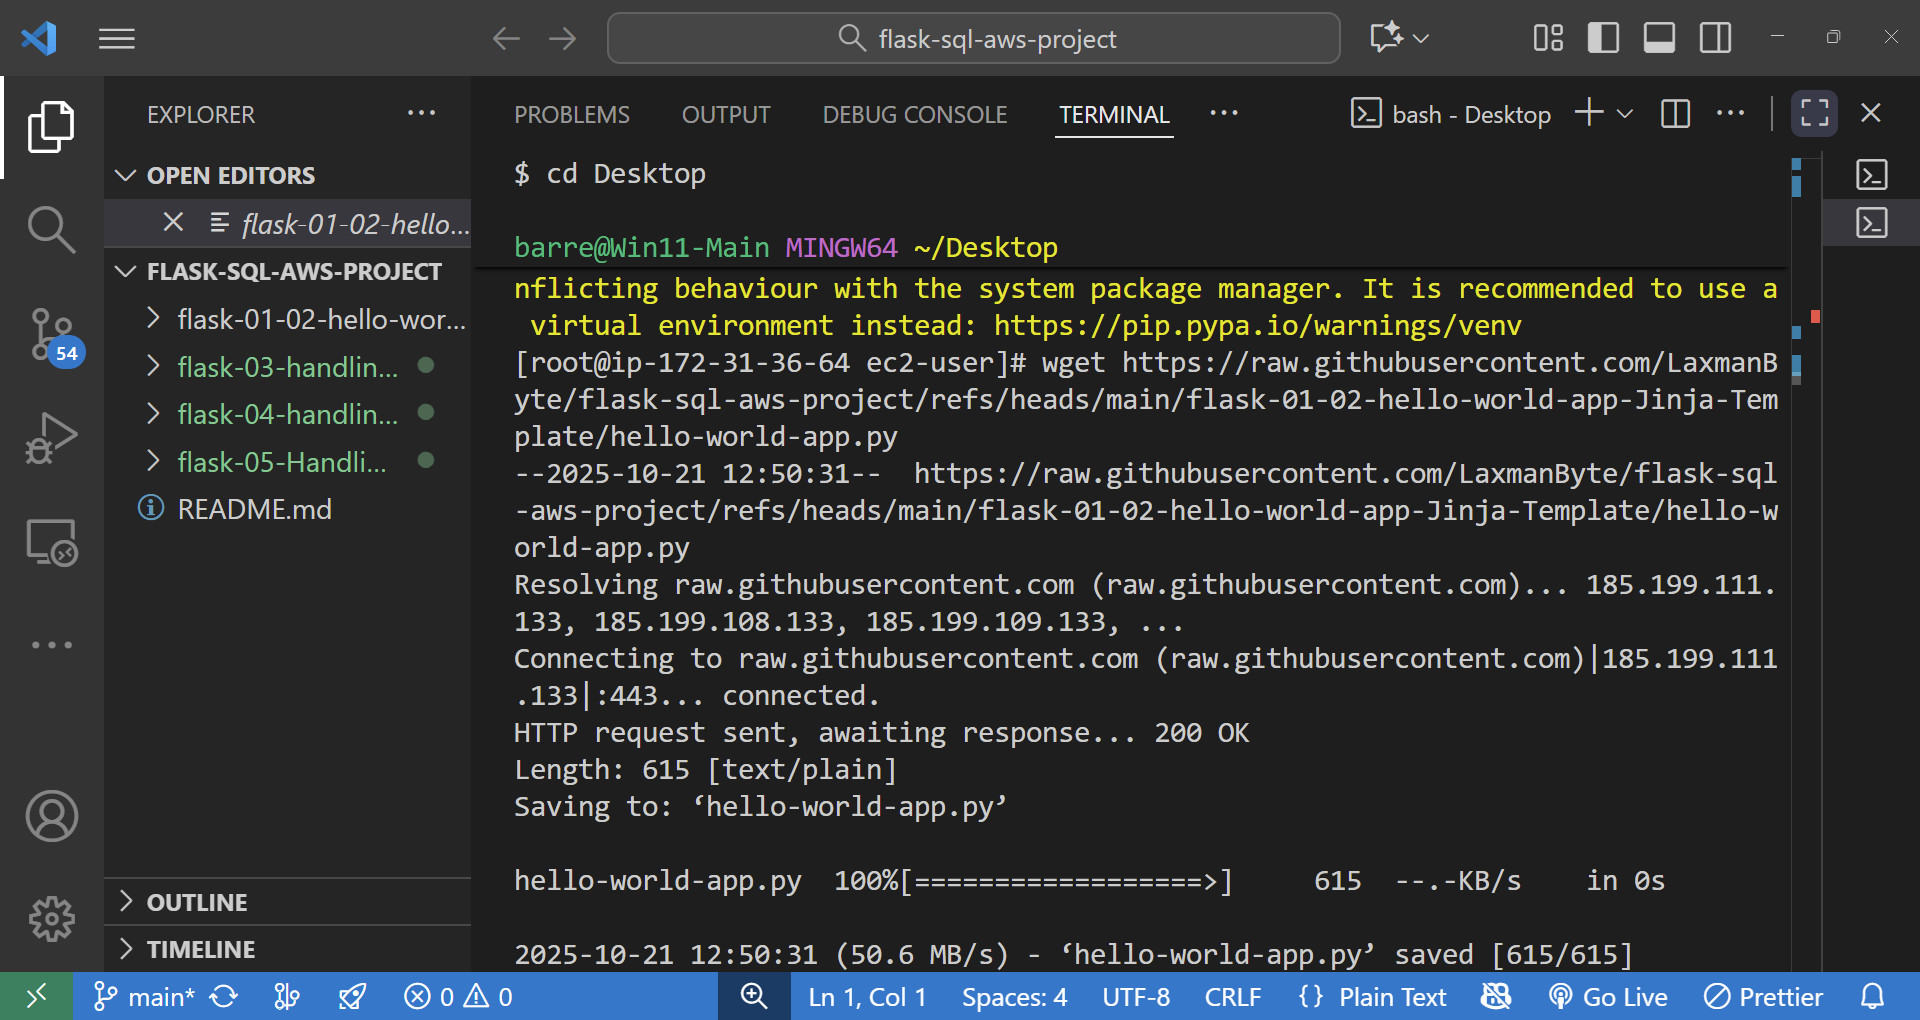 flask-sql-aws-project
EXPLORER
OPEN EDITORS
flask-01-02-hello...
FLASK-SQL-AWS-PROJECT
flask-01-02-hello-wor...
flask-03-handlin...
flask-04-handlin...
flask-05-Handli...
README.md
54
OUTLINE
TIMELINE
PROBLEMS OUTPUT DEBUG CONSOLE TERMINAL
bash - Desktop
$ cd Desktop
barre@Win11-Main MINGW64 ~/Desktop
nflicting behaviour with the system package manager. It is recommended to use a
virtual environment instead: https://pip.pypa.io/warnings/venv
[root@ip-172-31-36-64 ec2-user]# wget https://raw.githubusercontent.com/LaxmanB
yte/flask-sql-aws-project/refs/heads/main/flask-01-02-hello-world-app-Jinja-Tem
plate/hello-world-app.py
--2025-10-21 12:50:31--  https://raw.githubusercontent.com/LaxmanByte/flask-sql
-aws-project/refs/heads/main/flask-01-02-hello-world-app-Jinja-Template/hello-w
orld-app.py
Resolving raw.githubusercontent.com (raw.githubusercontent.com)... 185.199.111.
133, 185.199.108.133, 185.199.109.133, ...
Connecting to raw.githubusercontent.com (raw.githubusercontent.com)|185.199.111
.133|:443... connected.
HTTP request sent, awaiting response... 200 OK
Length: 615 [text/plain]
Saving to: ‘hello-world-app.py’
hello-world-app.py  100%[==================>]     615  --.-KB/s    in 0s
2025-10-21 12:50:31 (50.6 MB/s) - ‘hello-world-app.py’ saved [615/615]
main* 0 0 Ln 1, Col 1 Spaces: 4 UTF-8 CRLF {} Plain Text Go Live Prettier